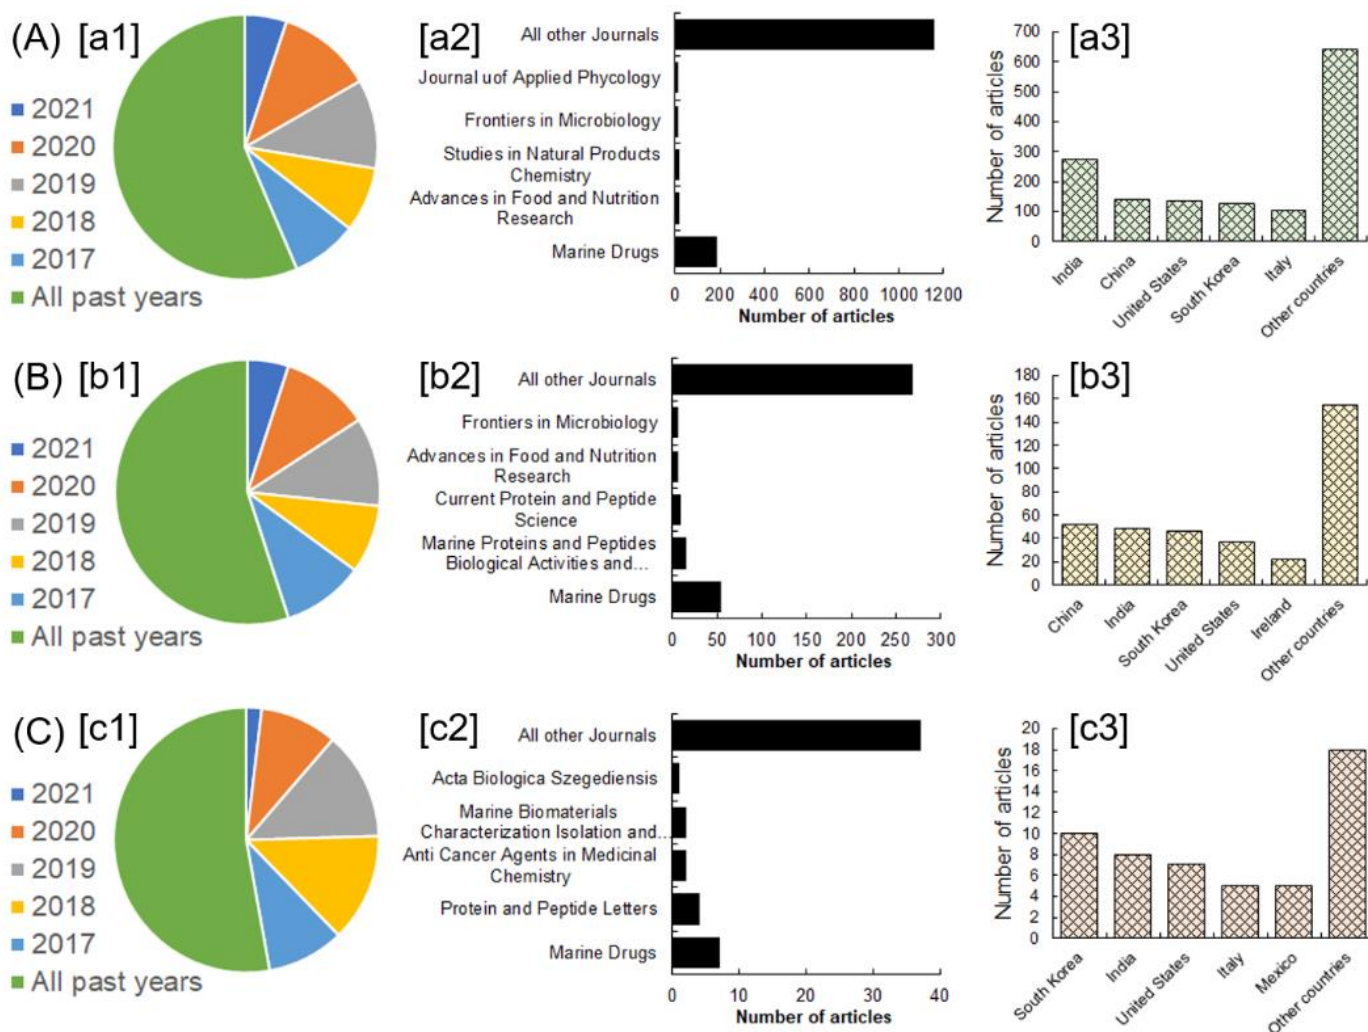 (A) [a1]
2021
2020
2019
2018
2017
All past years
[a2]
All other Journals
Journal uof Applied Phycology
Frontiers in Microbiology
Studies in Natural Products
Chemistry
Advances in Food and Nutrition
Research
Marine Drugs
0 200 400 600 800 1000 1200
Number of articles
[a3]
Number of articles
700
600
500
400
300
200
100
0
India
China
United States
South Korea
Italy
Other countries
(B) [b1]
2021
2020
2019
2018
2017
All past years
[b2]
All other Journals
Frontiers in Microbiology
Advances in Food and Nutrition
Research
Current Protein and Peptide
Science
Marine Proteins and Peptides
Biological Activities and...
Marine Drugs
0 50 100 150 200 250 300
Number of articles
[b3]
Number of articles
180
160
140
120
100
80
60
40
20
0
China
India
South Korea
United States
Ireland
Other countries
(C) [c1]
2021
2020
2019
2018
2017
All past years
[c2]
All other Journals
Acta Biologica Szegediensis
Marine Biomaterials
Characterization Isolation and...
Anti Cancer Agents in Medicinal
Chemistry
Protein and Peptide Letters
Marine Drugs
0 10 20 30 40
Number of articles
[c3]
Number of articles
20
18
16
14
12
10
8
6
4
2
0
South Korea
India
United States
Italy
Mexico
Other countries